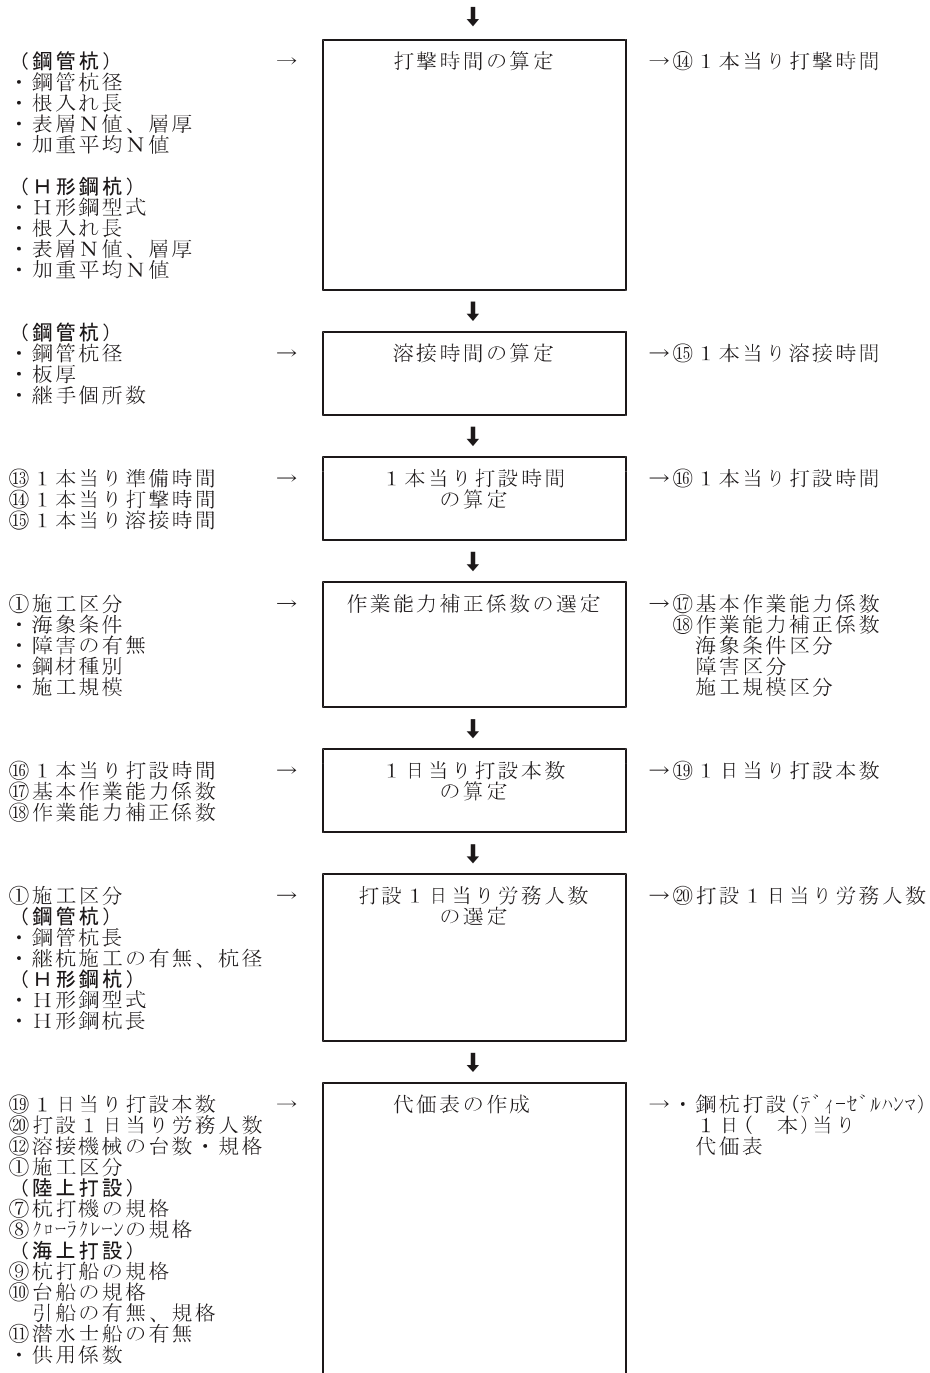 ↓
（鋼管杭） → 打撃時間の算定 →⑭１本当り打撃時間
・鋼管杭径
・根入れ長
・表層Ｎ値、層厚
・加重平均Ｎ値
（Ｈ形鋼杭）
・Ｈ形鋼型式
・根入れ長
・表層Ｎ値、層厚
・加重平均Ｎ値
↓
（鋼管杭）
・鋼管杭径 → 溶接時間の算定 →⑮１本当り溶接時間
・板厚
・継手個所数
↓
⑬１本当り準備時間 → １本当り打設時間 →⑯１本当り打設時間
⑭１本当り打撃時間 の算定
⑮１本当り溶接時間
↓
①施工区分 → 作業能力補正係数の選定 →⑰基本作業能力係数
・海象条件 ⑱作業能力補正係数
・障害の有無 海象条件区分
・鋼材種別 障害区分
・施工規模 施工規模区分
↓
⑯１本当り打設時間 → １日当り打設本数 →⑲１日当り打設本数
⑰基本作業能力係数 の算定
⑱作業能力補正係数
↓
①施工区分 → 打設１日当り労務人数 →⑳打設１日当り労務人数
（鋼管杭） の選定
・鋼管杭長
・継杭施工の有無、杭径
（Ｈ形鋼杭）
・Ｈ形鋼型式
・Ｈ形鋼杭長
↓
⑲１日当り打設本数 → 代価表の作成 →・鋼杭打設(ﾃﾞｨｰｾﾞﾙﾊﾝﾏ)
⑳打設１日当り労務人数 １日(　本)当り
⑫溶接機械の台数・規格 代価表
①施工区分
（陸上打設）
⑦杭打機の規格
⑧ｸﾛｰﾗｸﾚｰﾝの規格
（海上打設）
⑨杭打船の規格
⑩台船の規格
引船の有無、規格
⑪潜水士船の有無
・供用係数